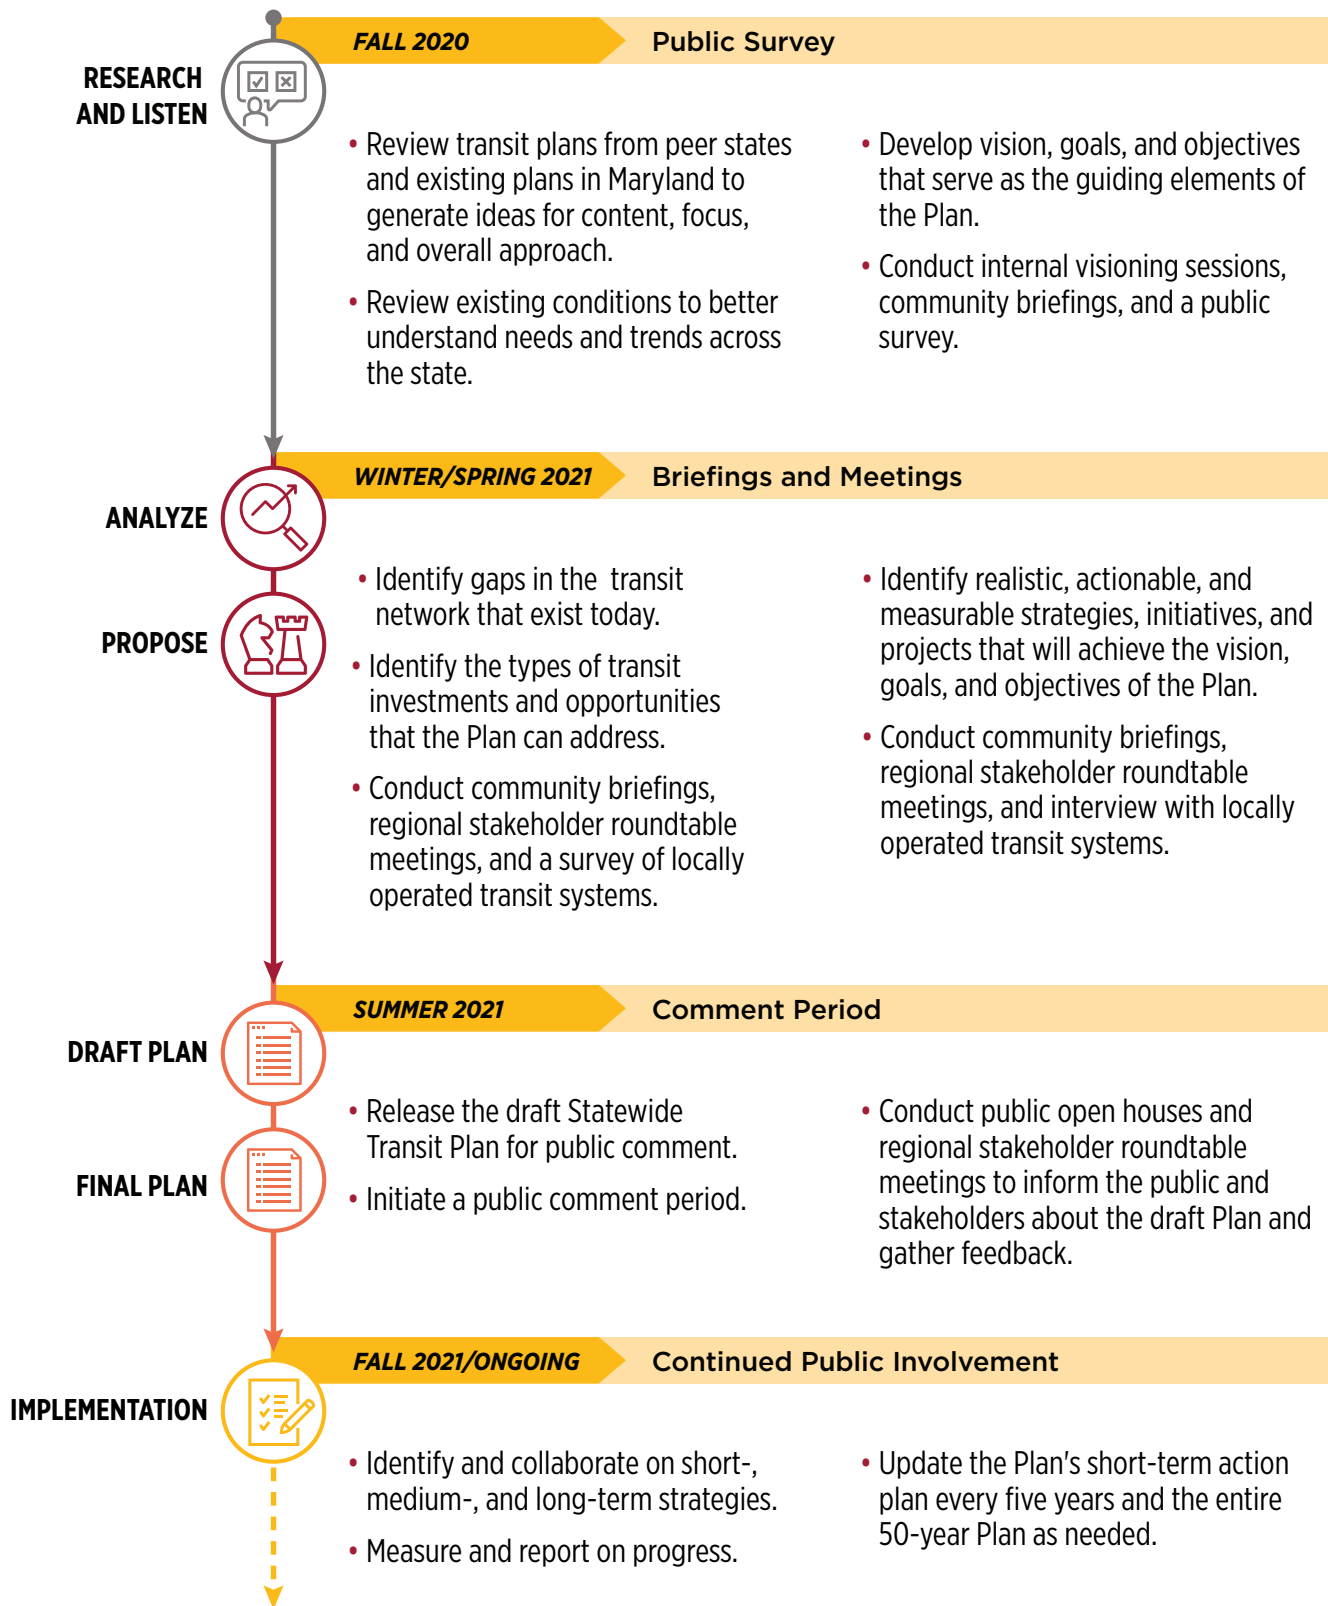 RESEARCH
AND LISTEN
FALL 2020
Public Survey
• Review transit plans from peer states
and existing plans in Maryland to
generate ideas for content, focus,
and overall approach.
• Review existing conditions to better
understand needs and trends across
the state.
• Develop vision, goals, and objectives
that serve as the guiding elements of
the Plan.
• Conduct internal visioning sessions,
community briefings, and a public
survey.
ANALYZE
PROPOSE
WINTER/SPRING 2021
Briefings and Meetings
• Identify gaps in the transit
network that exist today.
• Identify the types of transit
investments and opportunities
that the Plan can address.
• Conduct community briefings,
regional stakeholder roundtable
meetings, and a survey of locally
operated transit systems.
• Identify realistic, actionable, and
measurable strategies, initiatives, and
projects that will achieve the vision,
goals, and objectives of the Plan.
• Conduct community briefings,
regional stakeholder roundtable
meetings, and interview with locally
operated transit systems.
DRAFT PLAN
FINAL PLAN
SUMMER 2021
Comment Period
• Release the draft Statewide
Transit Plan for public comment.
• Initiate a public comment period.
• Conduct public open houses and
regional stakeholder roundtable
meetings to inform the public and
stakeholders about the draft Plan and
gather feedback.
IMPLEMENTATION
FALL 2021/ONGOING
Continued Public Involvement
• Identify and collaborate on short-,
medium-, and long-term strategies.
• Measure and report on progress.
• Update the Plan's short-term action
plan every five years and the entire
50-year Plan as needed.